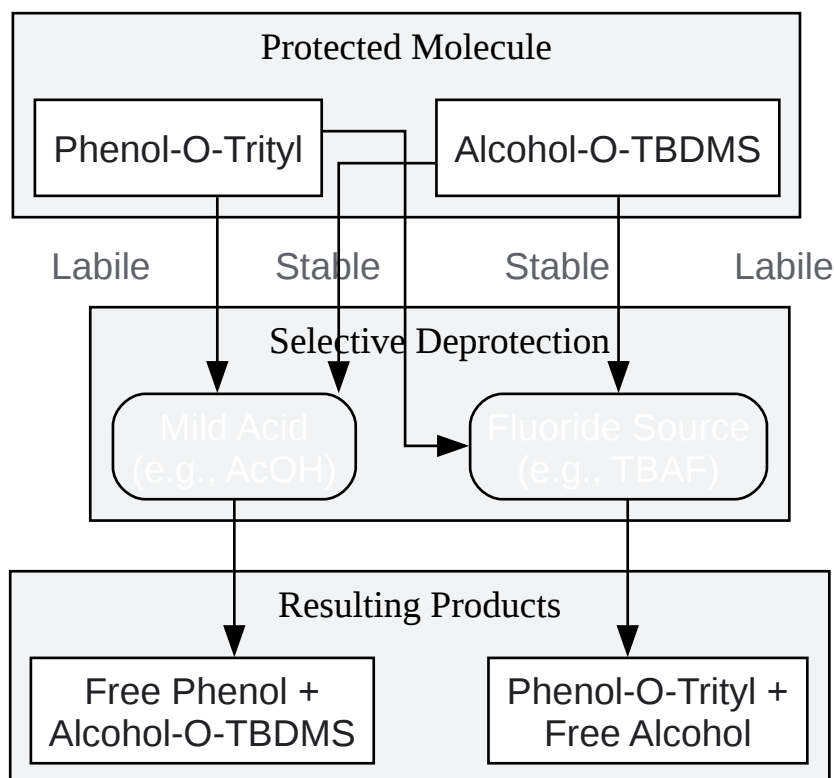 Protected Molecule
Phenol-O-Trityl
Alcohol-O-TBDMS
Labile
Stable
Stable
Labile
Selective Deprotection
Mild Acid
(e.g., AcOH)
Fluoride Source
(e.g., TBAF)
Resulting Products
Free Phenol +
Alcohol-O-TBDMS
Phenol-O-Trityl +
Free Alcohol